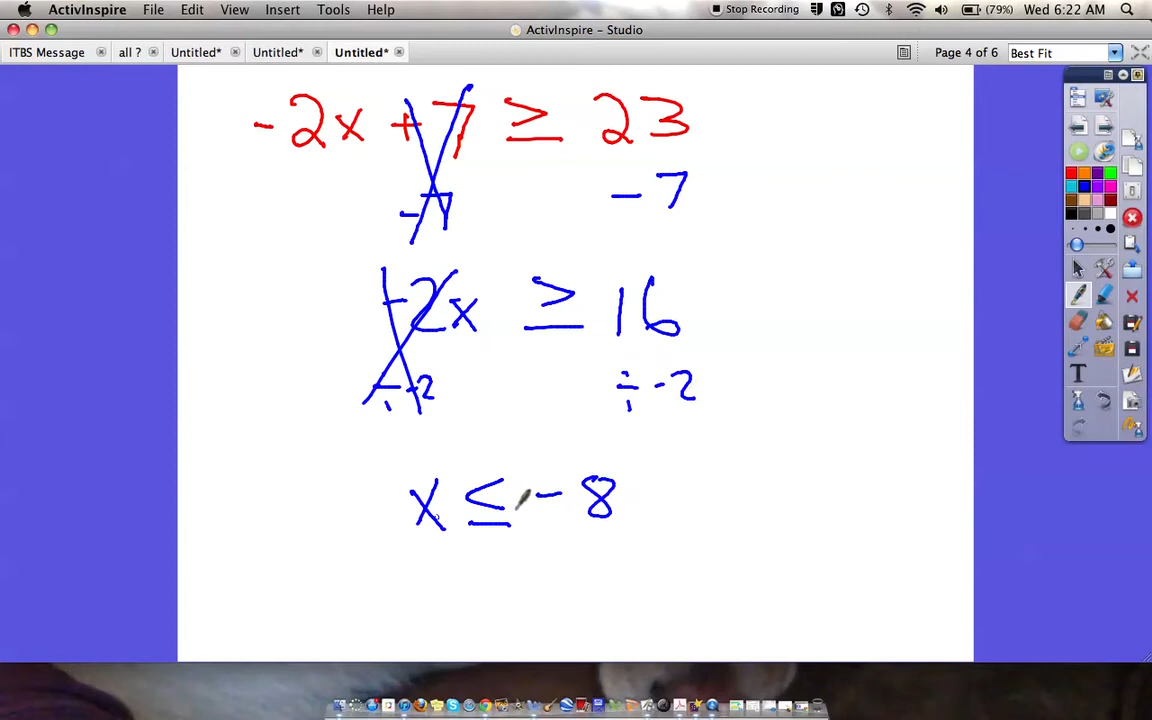 ActivInspire File Edit View Insert Tools Help Stop Recording (79%) Wed 6:22 AM
ActivInspire - Studio
ITBS Message all ? Untitled* Untitled* Untitled* Page 4 of 6 Best Fit
-2x +7 ≥ 23
-7 -7
-2x ≥ 16
÷ -2 ÷ -2
x ≤ -8
T